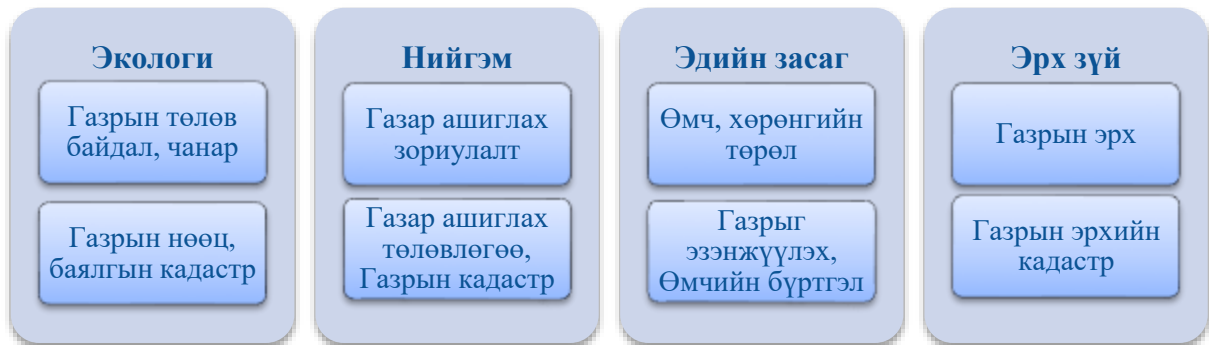 Экологи
Газрын төлөв
байдал, чанар
Газрын нөөц,
баялгын кадастр
Нийгэм
Газар ашиглах
зориулалт
Газар ашиглах
төлөвлөгөө,
Газрын кадастр
Эдийн засаг
Өмч, хөрөнгийн
төрөл
Газрыг
эзэнжүүлэх,
Өмчийн бүртгэл
Эрх зүй
Газрын эрх
Газрын эрхийн
кадастр